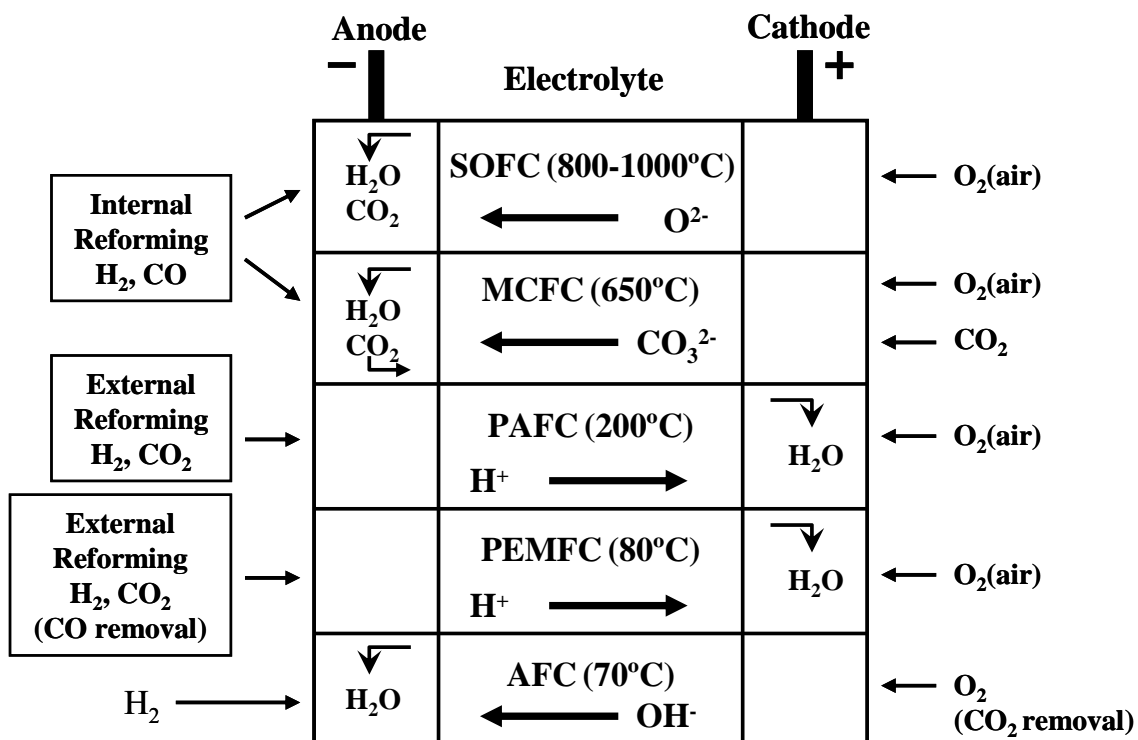 Anode
Cathode
−
+
Electrolyte
H₂O
CO₂
SOFC (800-1000ºC)
O²⁻
O₂(air)
Internal
Reforming
H₂, CO
H₂O
CO₂
MCFC (650ºC)
CO₃²⁻
O₂(air)
CO₂
External
Reforming
H₂, CO₂
PAFC (200ºC)
H⁺
H₂O
O₂(air)
External
Reforming
H₂, CO₂
(CO removal)
PEMFC (80ºC)
H⁺
H₂O
O₂(air)
H₂
H₂O
AFC (70ºC)
OH⁻
O₂
(CO₂ removal)